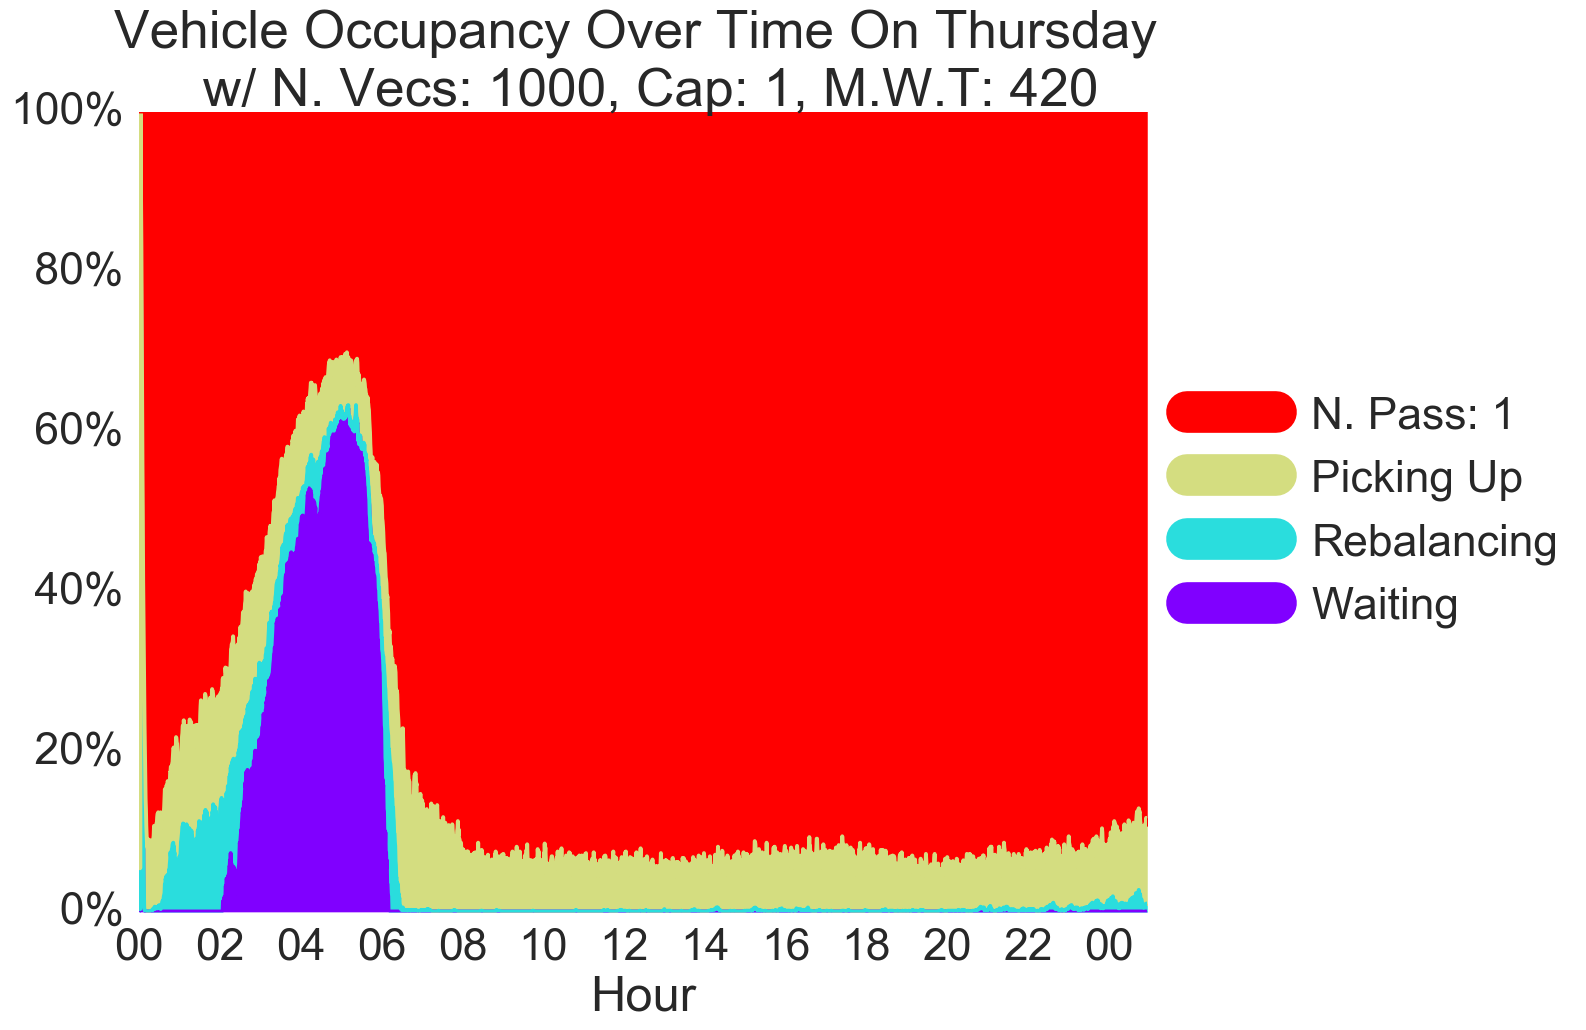 Vehicle Occupancy Over Time On Thursday
w/ N. Vecs: 1000, Cap: 1, M.W.T: 420
100%
80%
60%
40%
20%
0%
00 02 04 06 08 10 12 14 16 18 20 22 00
Hour
N. Pass: 1
Picking Up
Rebalancing
Waiting